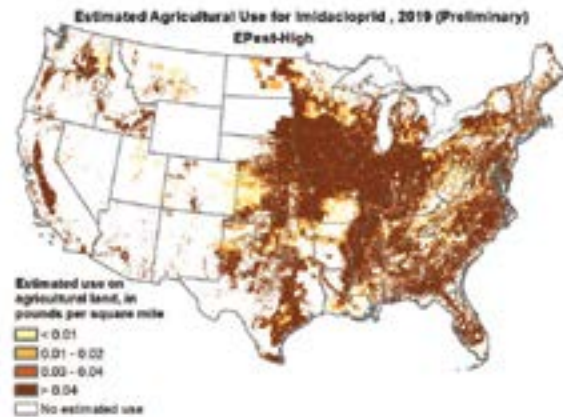 Estimated Agricultural Use for Imidacloprid , 2019 (Preliminary)
EPest-High
Estimated use on
agricultural land, in
pounds per square mile
< 0.01
0.01 - 0.02
0.03 - 0.04
> 0.04
No estimated use